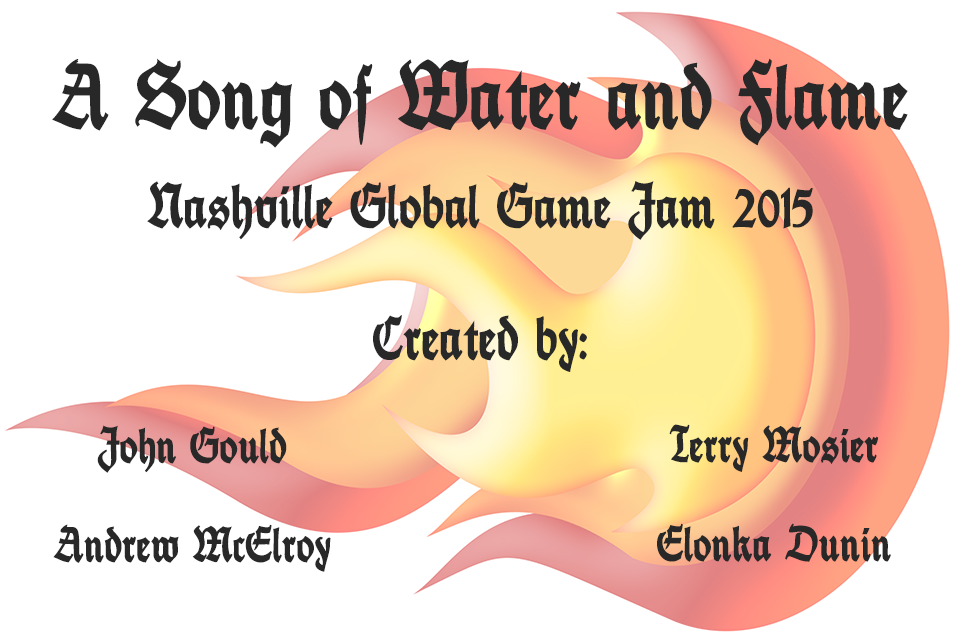 A Song of Water and Flame
Nashville Global Game Jam 2015
Created by:
John Gould
Terry Mosier
Andrew McElroy
Elonka Dunin